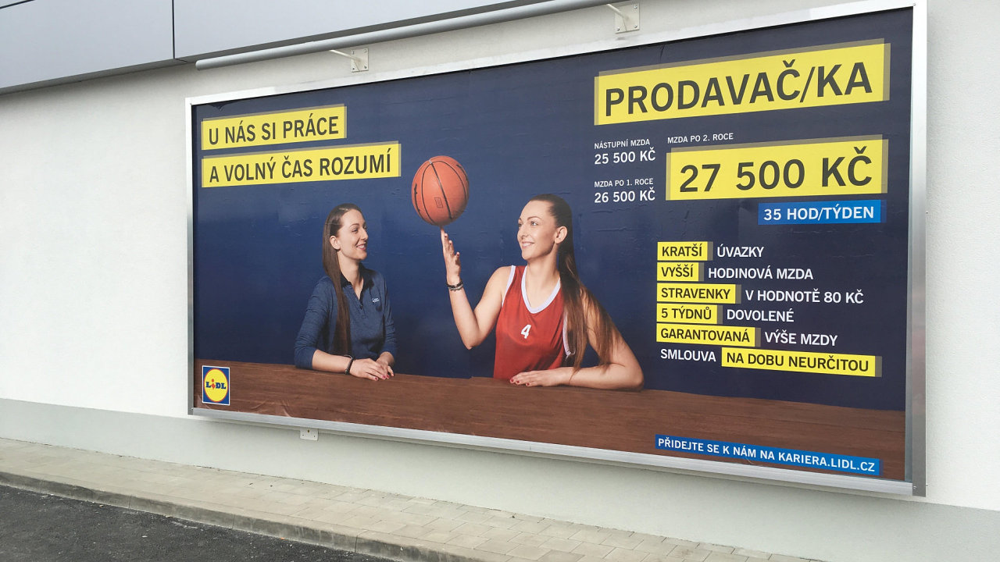 U NÁS SI PRÁCE
A VOLNÝ ČAS ROZUMÍ
PRODAVAČ/KA
NÁSTUPNÍ MZDA
25 500 KČ
MZDA PO 1. ROCE
26 500 KČ
MZDA PO 2. ROCE
27 500 KČ
35 HOD/TÝDEN
KRATŠÍ ÚVAZKY
VYŠŠÍ HODINOVÁ MZDA
STRAVENKY V HODNOTĚ 80 KČ
5 TÝDNŮ DOVOLENÉ
GARANTOVANÁ VÝŠE MZDY
SMLOUVA NA DOBU NEURČITOU
4
LIDL
PŘIDEJTE SE K NÁM NA KARIERA.LIDL.CZ